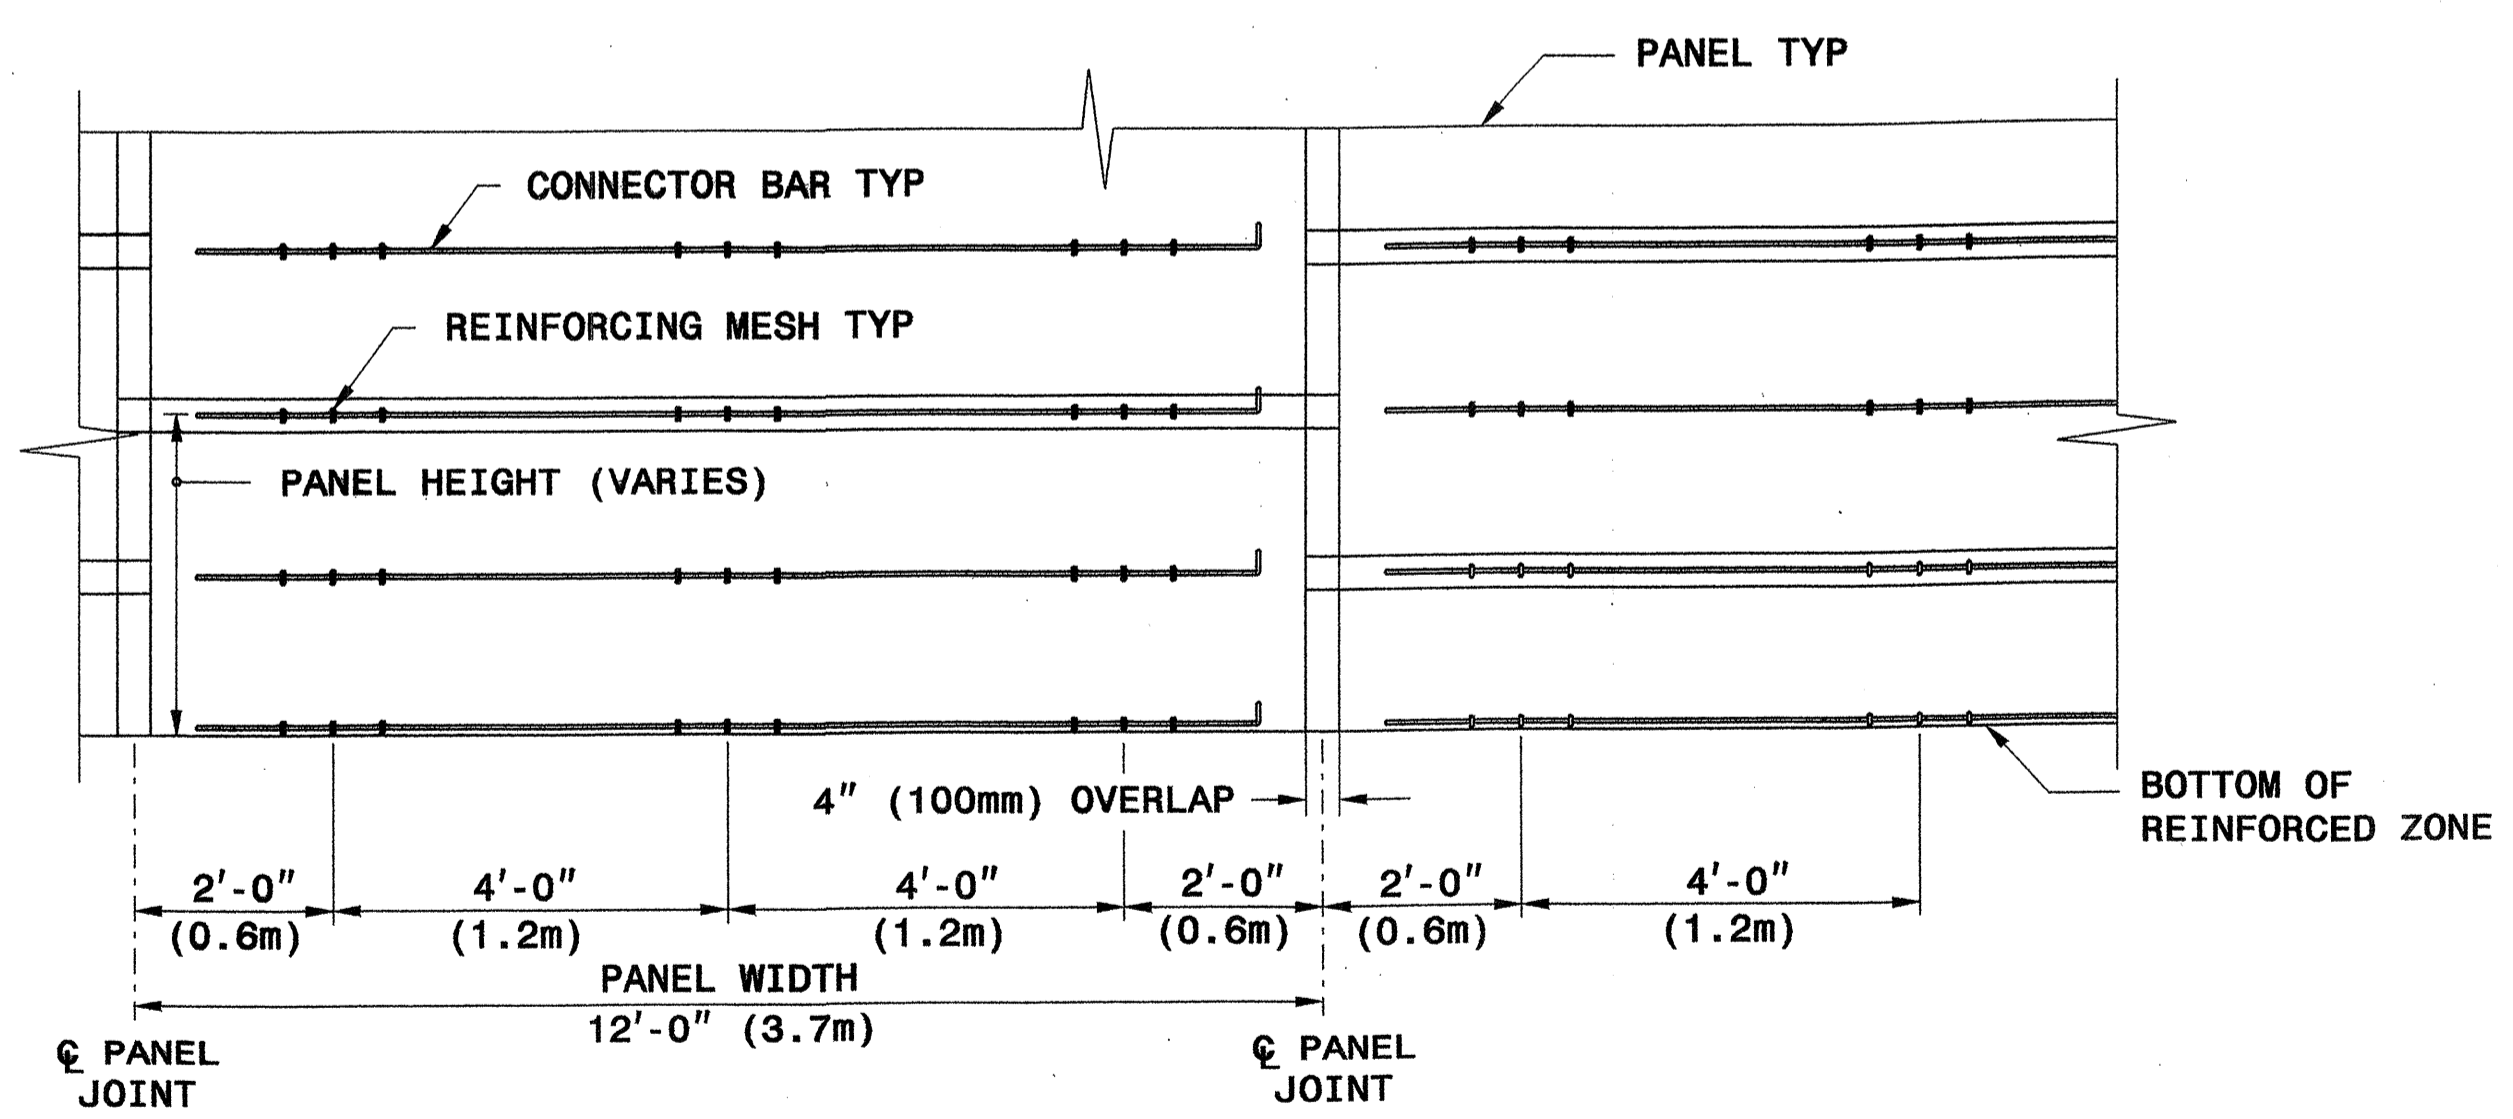 PANEL TYP
CONNECTOR BAR TYP
REINFORCING MESH TYP
PANEL HEIGHT (VARIES)
4" (100mm) OVERLAP
BOTTOM OF
REINFORCED ZONE
2'-0" 4'-0" 4'-0" 2'-0" 2'-0" 4'-0"
(0.6m) (1.2m) (1.2m) (0.6m) (0.6m) (1.2m)
PANEL WIDTH
12'-0" (3.7m)
℄ PANEL
JOINT
℄ PANEL
JOINT